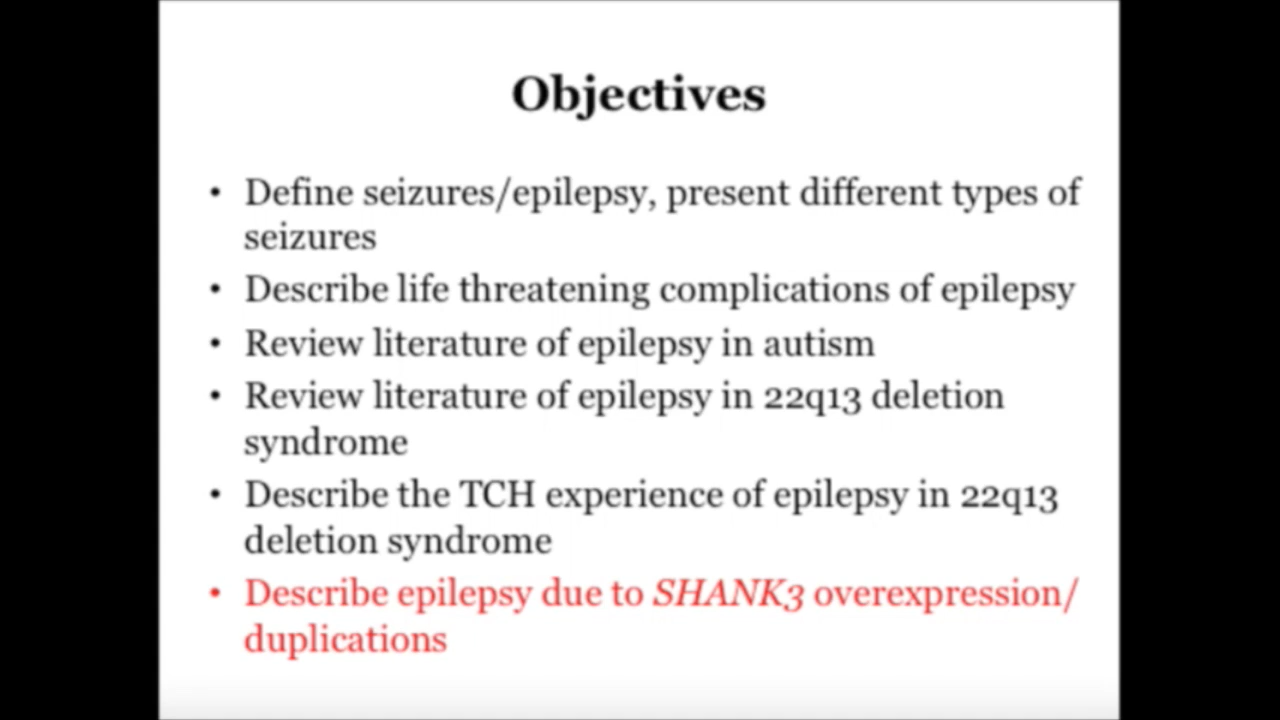 Objectives
• Define seizures/epilepsy, present different types of
seizures
• Describe life threatening complications of epilepsy
• Review literature of epilepsy in autism
• Review literature of epilepsy in 22q13 deletion
syndrome
• Describe the TCH experience of epilepsy in 22q13
deletion syndrome
• Describe epilepsy due to SHANK3 overexpression/
duplications